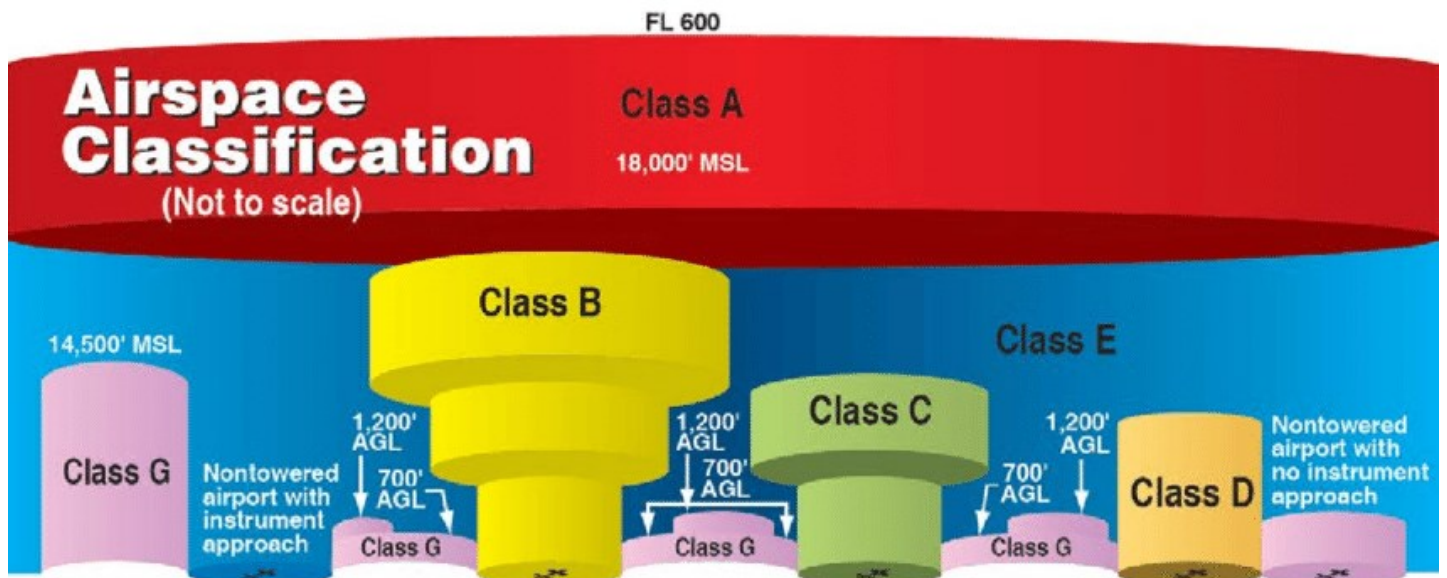 FL 600
Airspace
Classification
(Not to scale)
Class A
18,000' MSL
Class B
Class E
14,500' MSL
Class G
Nontowered
airport with
instrument
approach
1,200'
AGL
700'
AGL
Class G
1,200'
AGL
700'
AGL
Class G
Class C
700'
AGL
1,200'
AGL
Class G
Class D
Nontowered
airport with
no instrument
approach